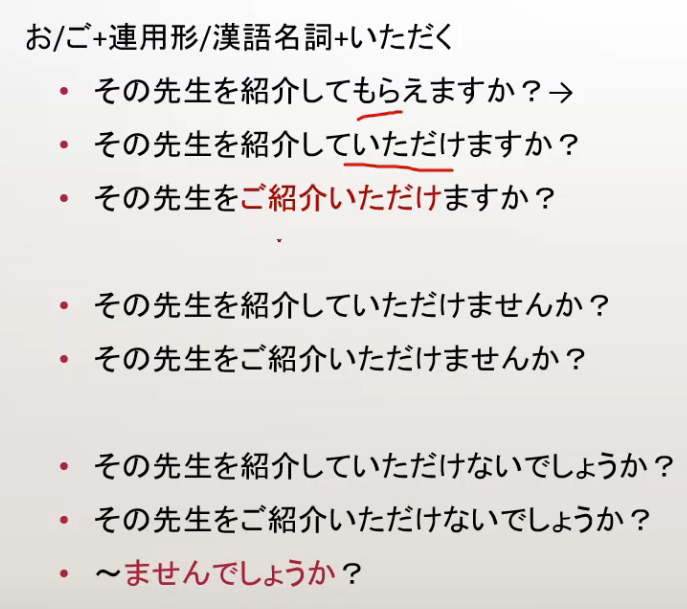 お/ご+連用形/漢語名詞+いただく
• その先生を紹介してもらえますか？→
• その先生を紹介していただけますか？
• その先生をご紹介いただけますか？
• その先生を紹介していただけませんか？
• その先生をご紹介いただけませんか？
• その先生を紹介していただけないでしょうか？
• その先生をご紹介いただけないでしょうか？
• ～ませんでしょうか？